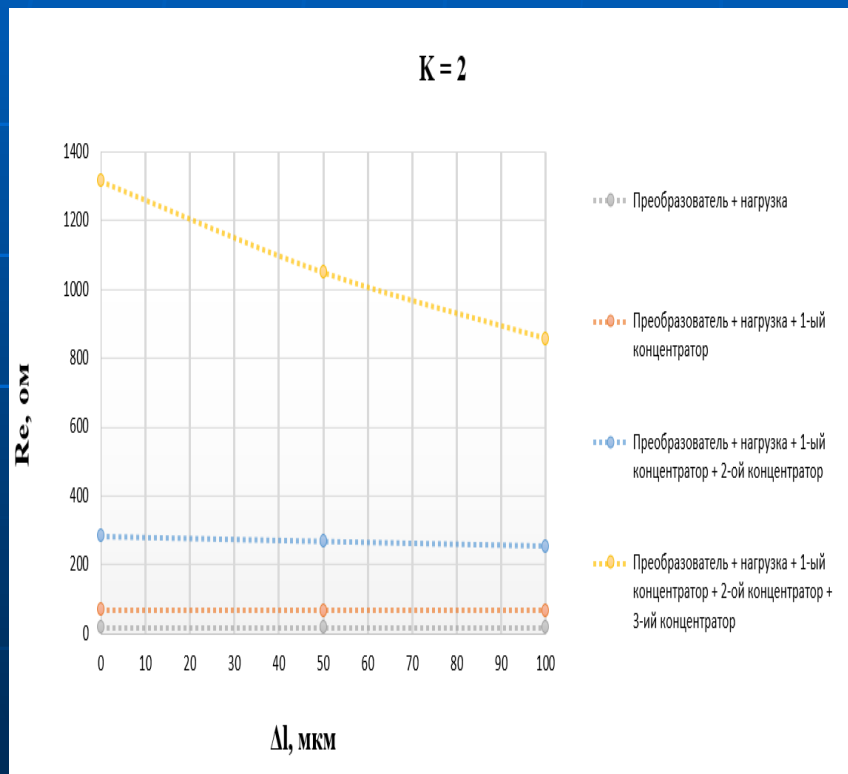 K = 2
1400
1200
1000
800
600
400
200
0
Re, ом
0 10 20 30 40 50 60 70 80 90 100
Δl, мкм
Преобразователь + нагрузка
Преобразователь + нагрузка + 1-ый
концентратор
Преобразователь + нагрузка + 1-ый
концентратор + 2-ой концентратор
Преобразователь + нагрузка + 1-ый
концентратор + 2-ой концентратор +
3-ий концентратор